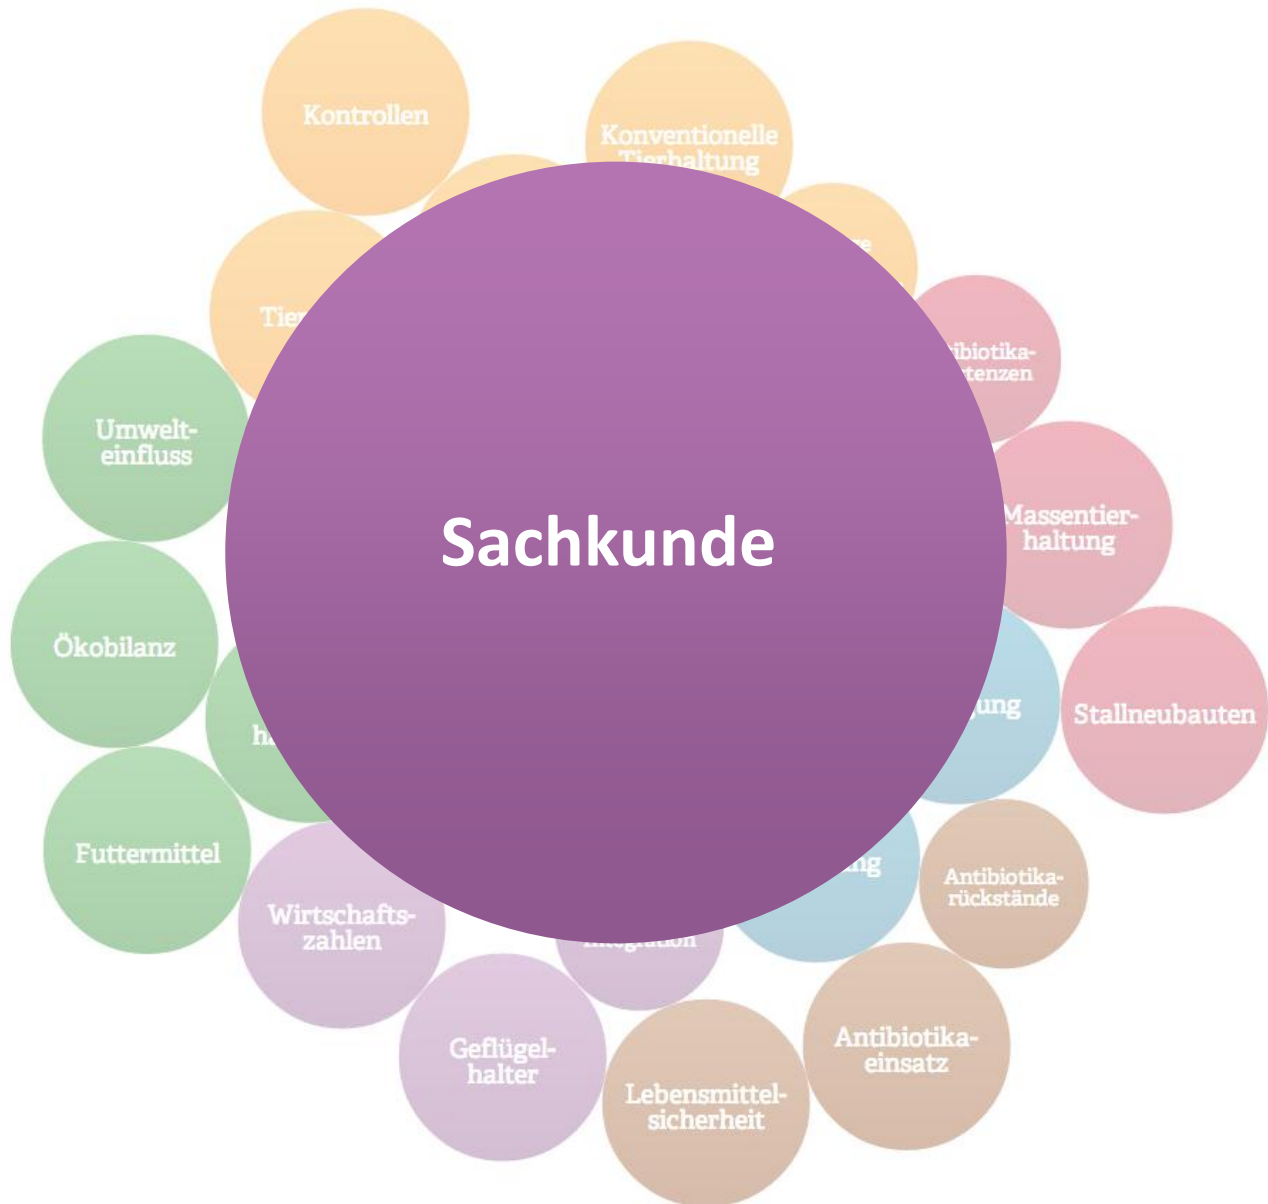 Kontrollen
Konventionelle
Tierhaltung
Umwelt-
einfluss
Sachkunde
Massentier-
haltung
Ökobilanz
Stallneubauten
Futtermittel
Antibiotika-
rückstände
Wirtschafts-
zahlen
Integration
Geflügel-
halter
Antibiotika-
einsatz
Lebensmittel-
sicherheit